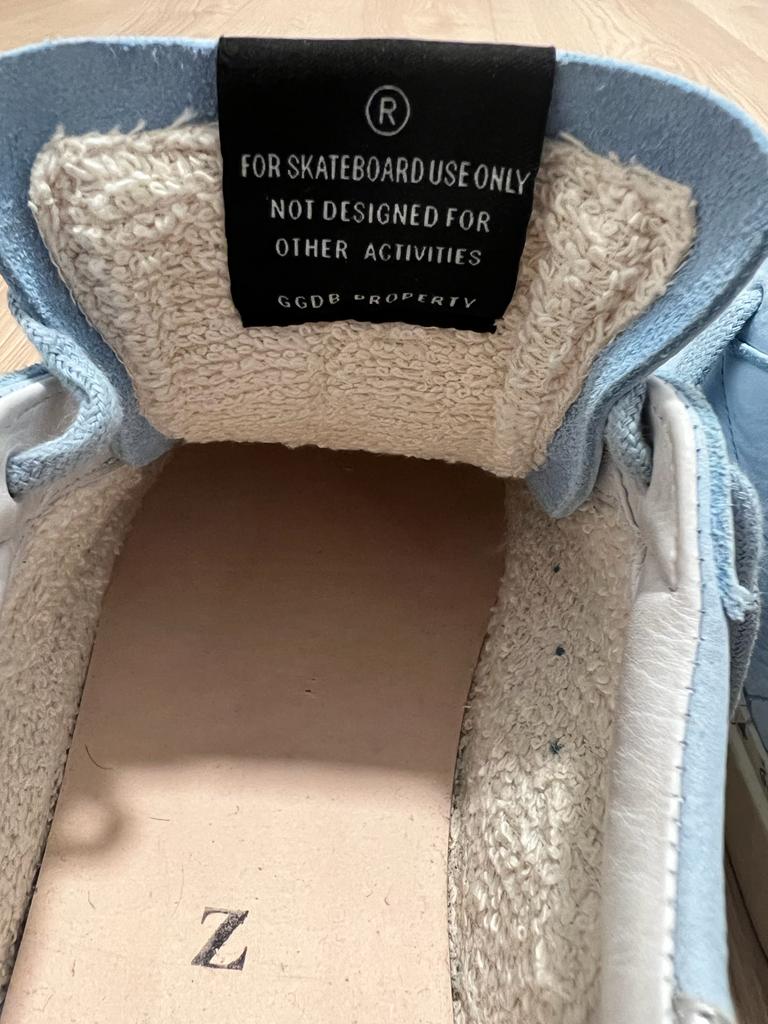 ®
FOR SKATEBOARD USE ONLY
NOT DESIGNED FOR
OTHER ACTIVITIES
GGDB PROPERTY
Z